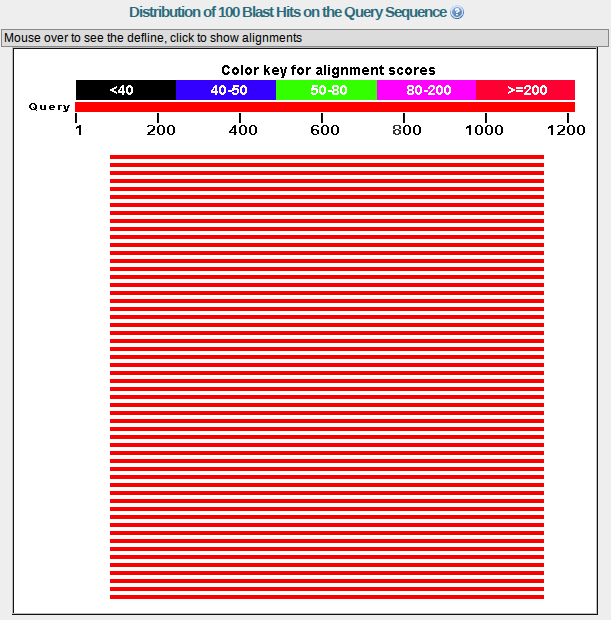 Distribution of 100 Blast Hits on the Query Sequence ?
Mouse over to see the defline, click to show alignments
Color key for alignment scores
<40 40-50 50-80 80-200 >=200
Query
1 200 400 600 800 1000 1200